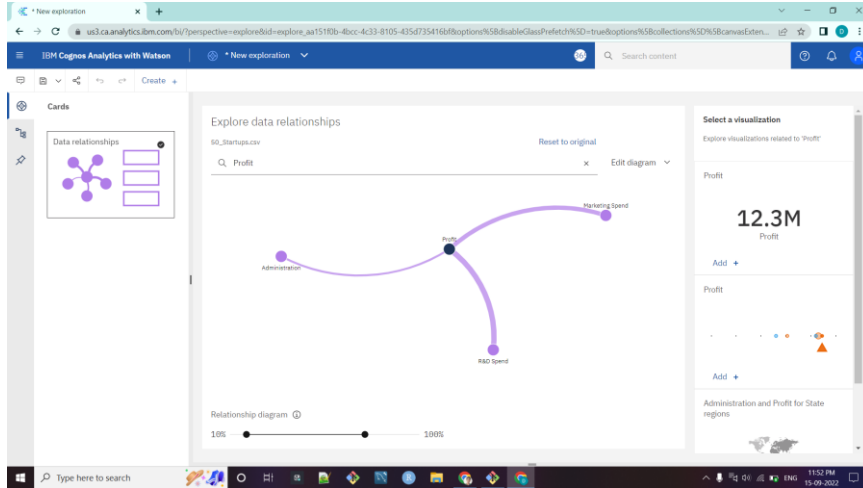 * New exploration
us3.ca.analytics.ibm.com/bi/?perspective=explore&id=explore_aa151f0b-4bcc-4c33-8105-435d735416bf&options%5BdisableGlassPrefetch%5D=true&options%5Bcollections%5D%5BcanvasExten...
IBM Cognos Analytics with Watson
* New exploration
Search content
Create +
Cards
Data relationships
Explore data relationships
50_Startups.csv
Reset to original
Profit
Edit diagram
Marketing Spend
Profit
Administration
R&D Spend
Relationship diagram
10%
100%
Select a visualization
Explore visualizations related to 'Profit'
Profit
12.3M
Profit
Add +
Profit
Add +
Administration and Profit for State
regions
Type here to search
ENG
11:52 PM
15-09-2022